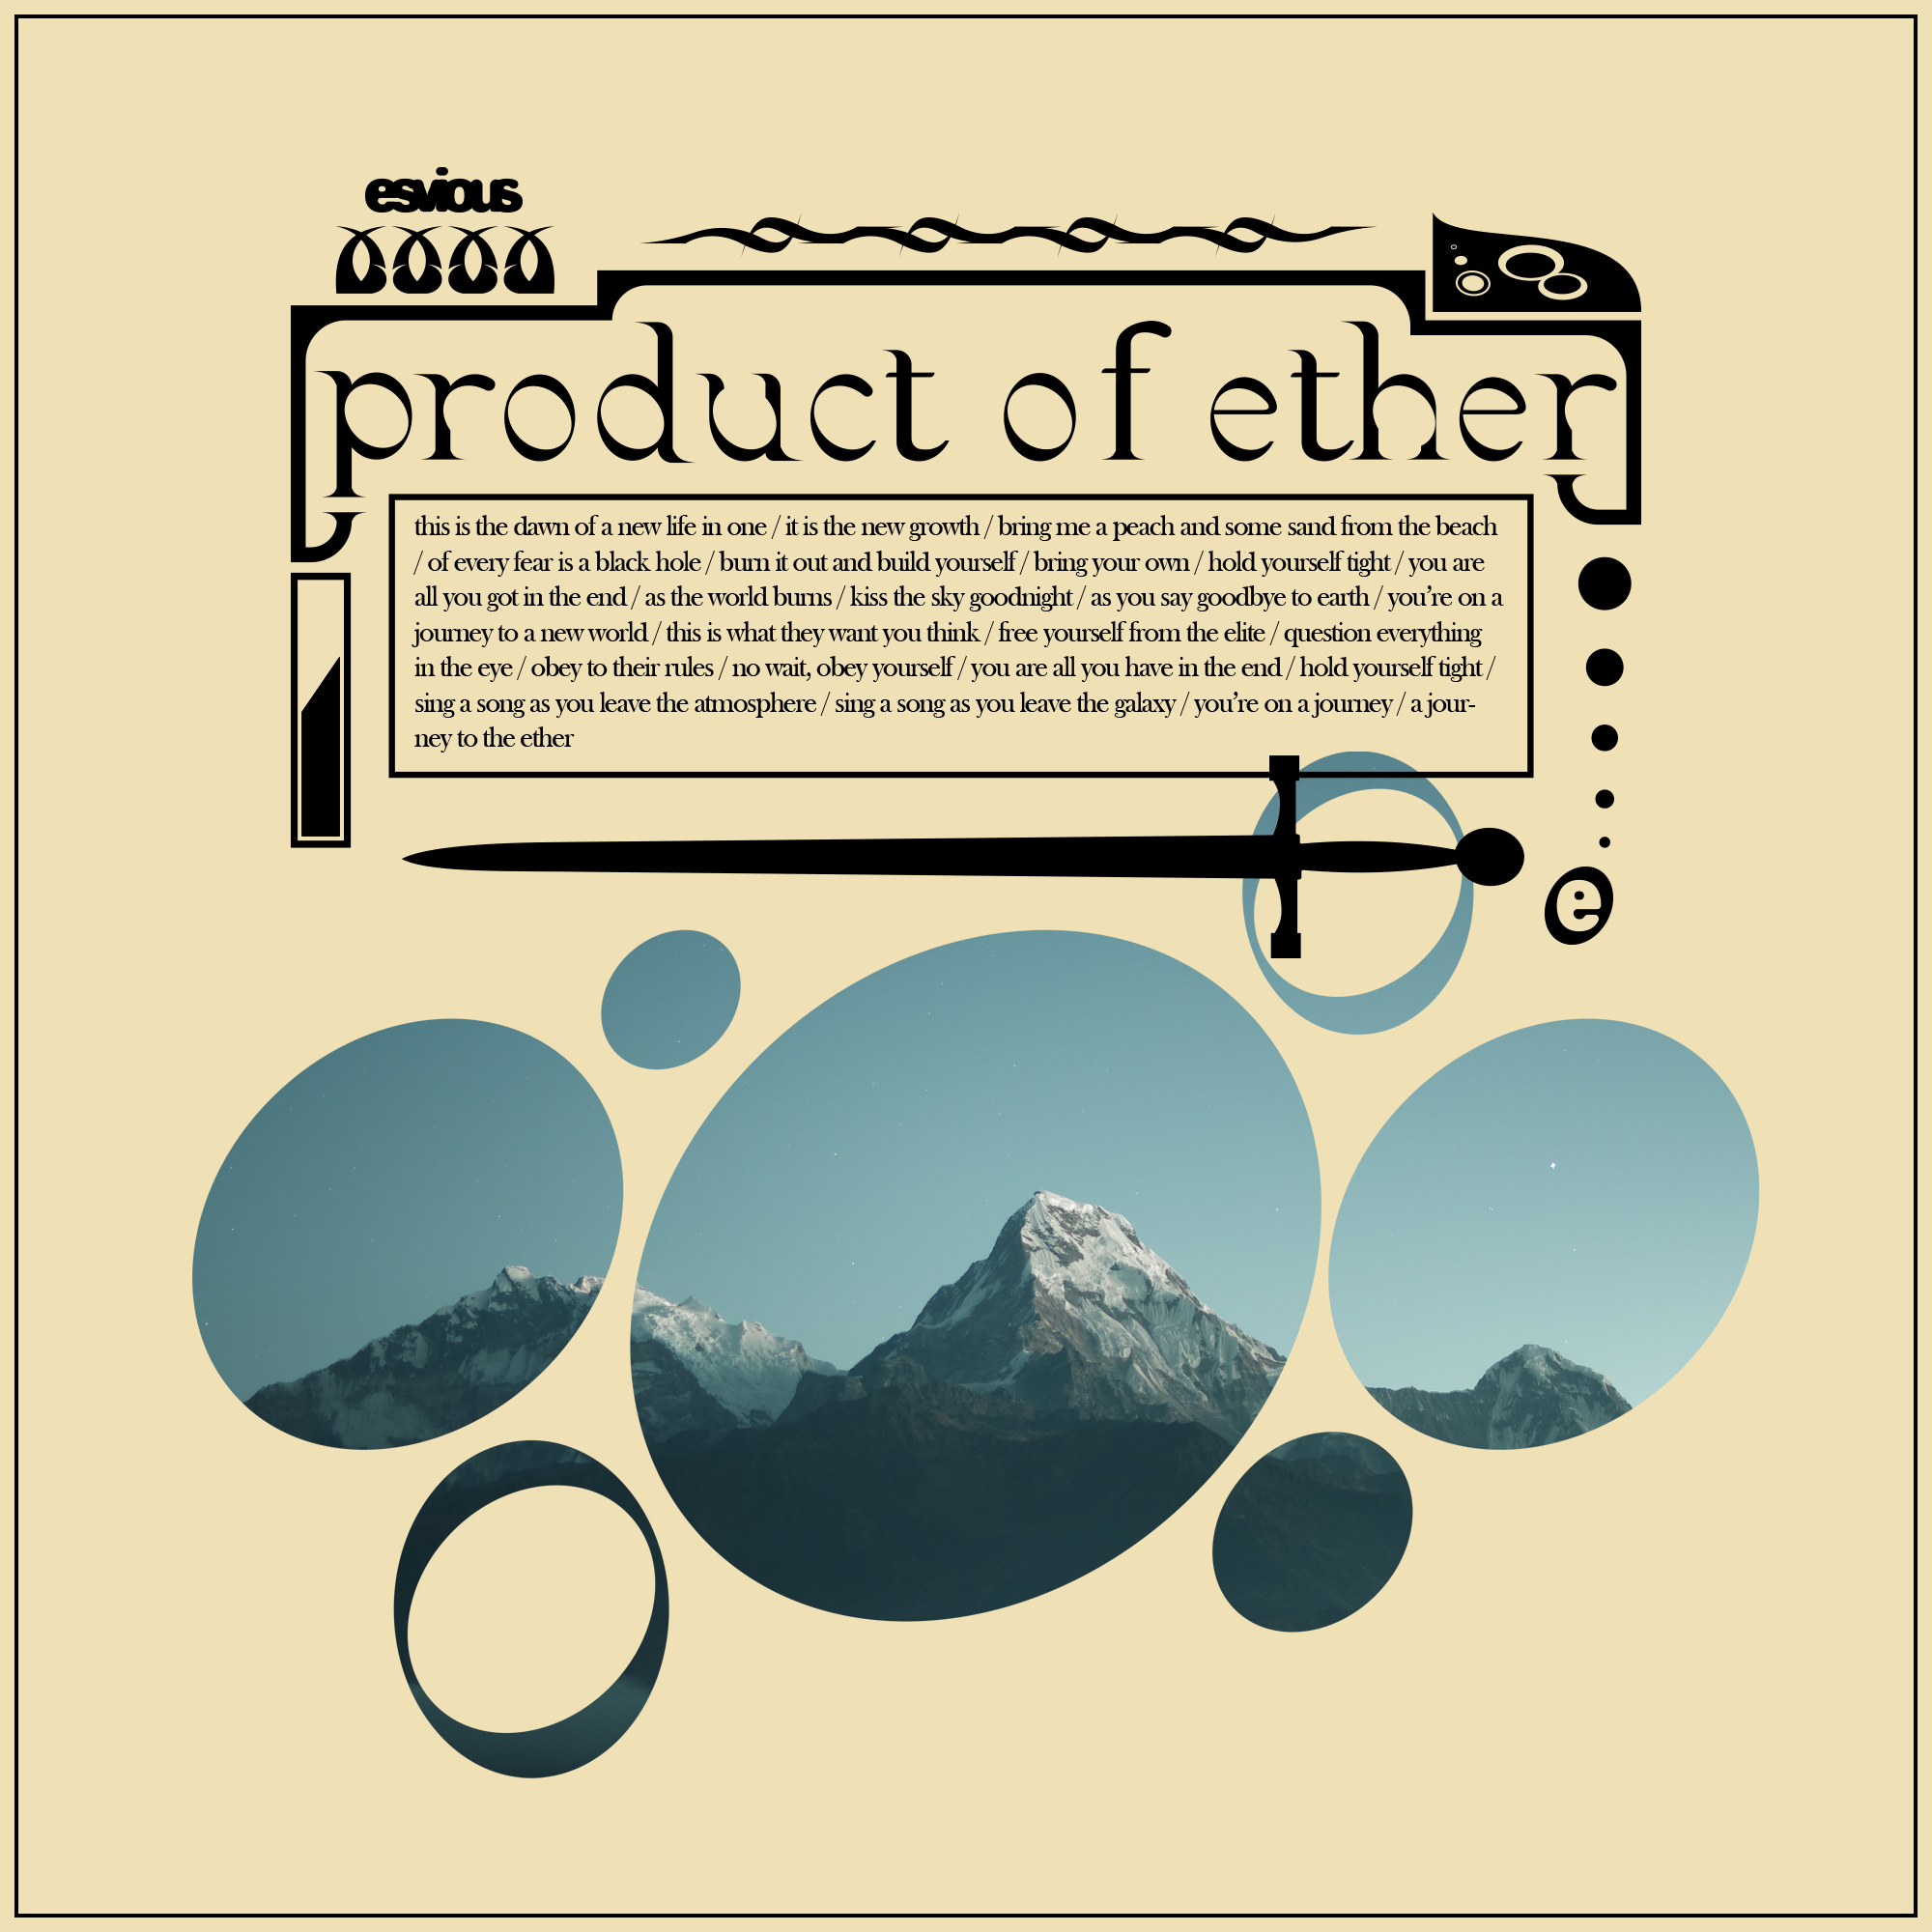 esvious
product of ether
this is the dawn of a new life in one / it is the new growth / bring me a peach and some sand from the beach
/ of every fear is a black hole / burn it out and build yourself / bring your own / hold yourself tight / you are
all you got in the end / as the world burns / kiss the sky goodnight / as you say goodbye to earth / you’re on a
journey to a new world / this is what they want you think / free yourself from the elite / question everything
in the eye / obey to their rules / no wait, obey yourself / you are all you have in the end / hold yourself tight /
sing a song as you leave the atmosphere / sing a song as you leave the galaxy / you’re on a journey / a jour-
ney to the ether
e